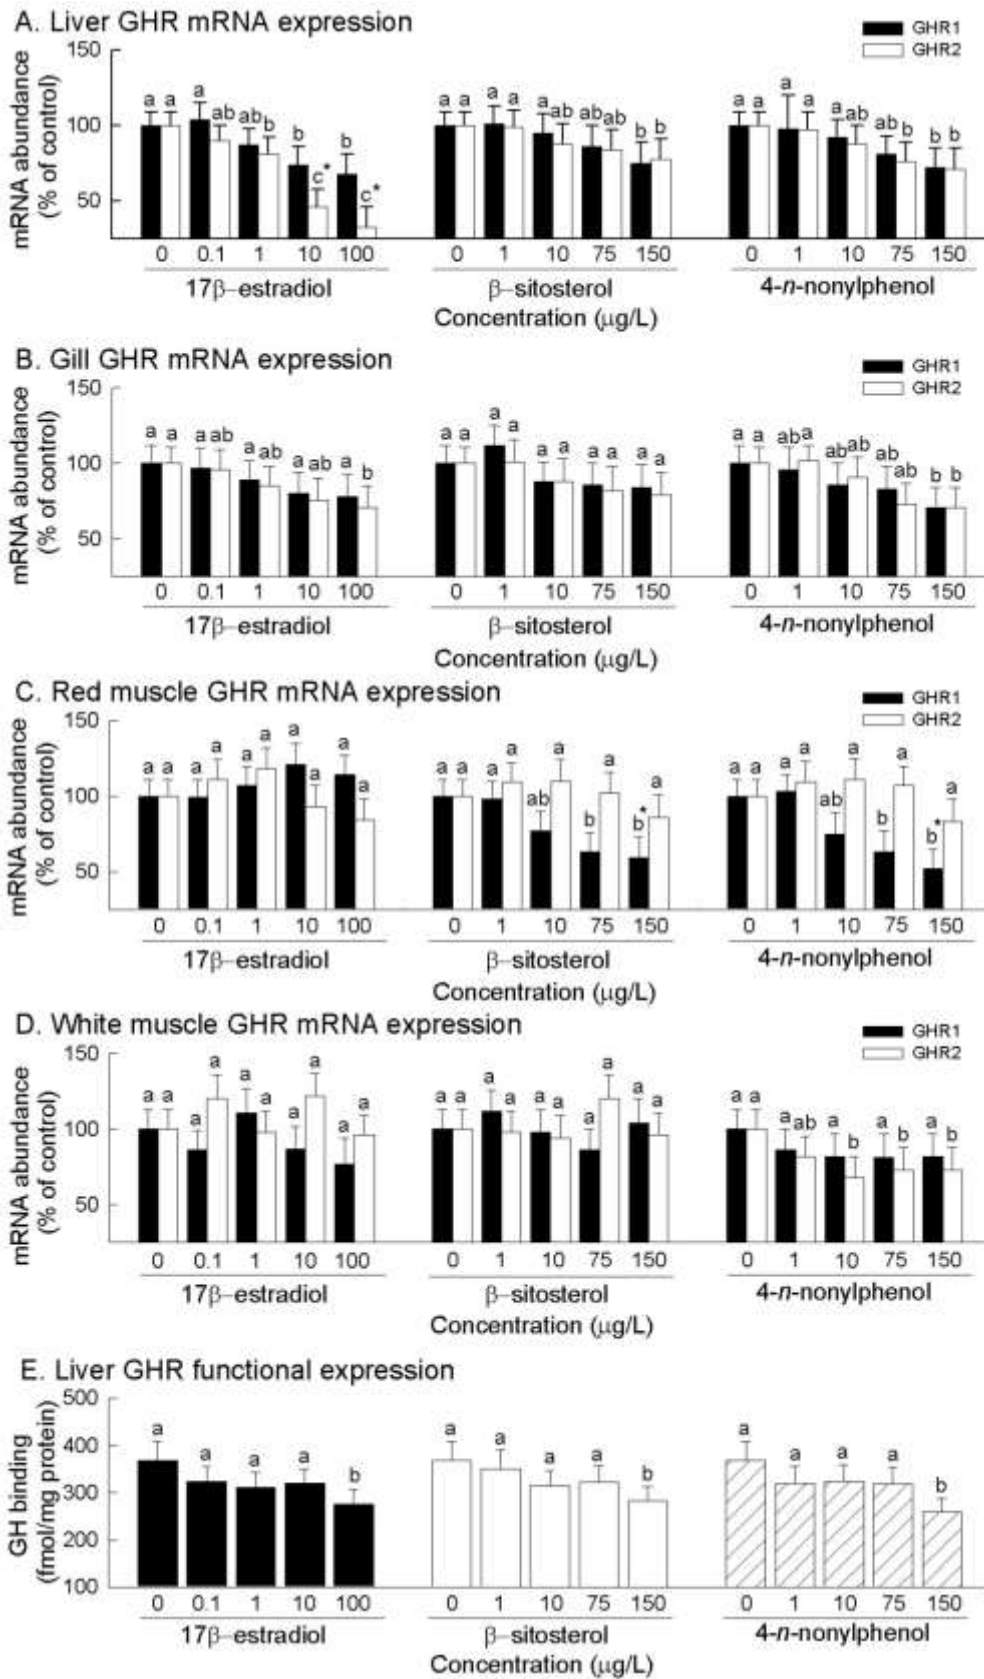 A. Liver GHR mRNA expression
GHR1
GHR2
mRNA abundance
(% of control)
150
100
50
a a a ab ab b b c* b c*
a a a a a ab ab ab b b
a a a a a ab ab b b b
0 0.1 1 10 100 0 1 10 75 150 0 1 10 75 150
17β–estradiol β–sitosterol 4-n-nonylphenol
Concentration (μg/L)
B. Gill GHR mRNA expression
GHR1
GHR2
mRNA abundance
(% of control)
150
100
50
a a a ab a ab a ab a b
a a a a a a a a a a
a a ab a ab ab ab ab b b
0 0.1 1 10 100 0 1 10 75 150 0 1 10 75 150
17β–estradiol β–sitosterol 4-n-nonylphenol
Concentration (μg/L)
C. Red muscle GHR mRNA expression
GHR1
GHR2
mRNA abundance
(% of control)
150
100
50
a a a a a a a a a a
a a a a ab a b a b* a
a a a a ab a b a b* a
0 0.1 1 10 100 0 1 10 75 150 0 1 10 75 150
17β–estradiol β–sitosterol 4-n-nonylphenol
Concentration (μg/L)
D. White muscle GHR mRNA expression
GHR1
GHR2
mRNA abundance
(% of control)
150
100
50
a a a a a a a a a a
a a a a a a a a a a
a a a ab a b a b a b
0 0.1 1 10 100 0 1 10 75 150 0 1 10 75 150
17β–estradiol β–sitosterol 4-n-nonylphenol
Concentration (μg/L)
E. Liver GHR functional expression
GH binding
(fmol/mg protein)
500
400
300
200
100
a a a a b
a a a a b
a a a a b
0 0.1 1 10 100 0 1 10 75 150 0 1 10 75 150
17β–estradiol β–sitosterol 4-n-nonylphenol
Concentration (μg/L)